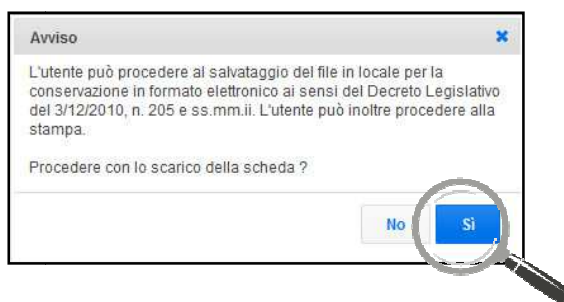 Avviso
L'utente può procedere al salvataggio del file in locale per la
conservazione in formato elettronico ai sensi del Decreto Legislativo
del 3/12/2010, n. 205 e ss.mm.ii. L'utente può inoltre procedere alla
stampa.
Procedere con lo scarico della scheda ?
No Sì